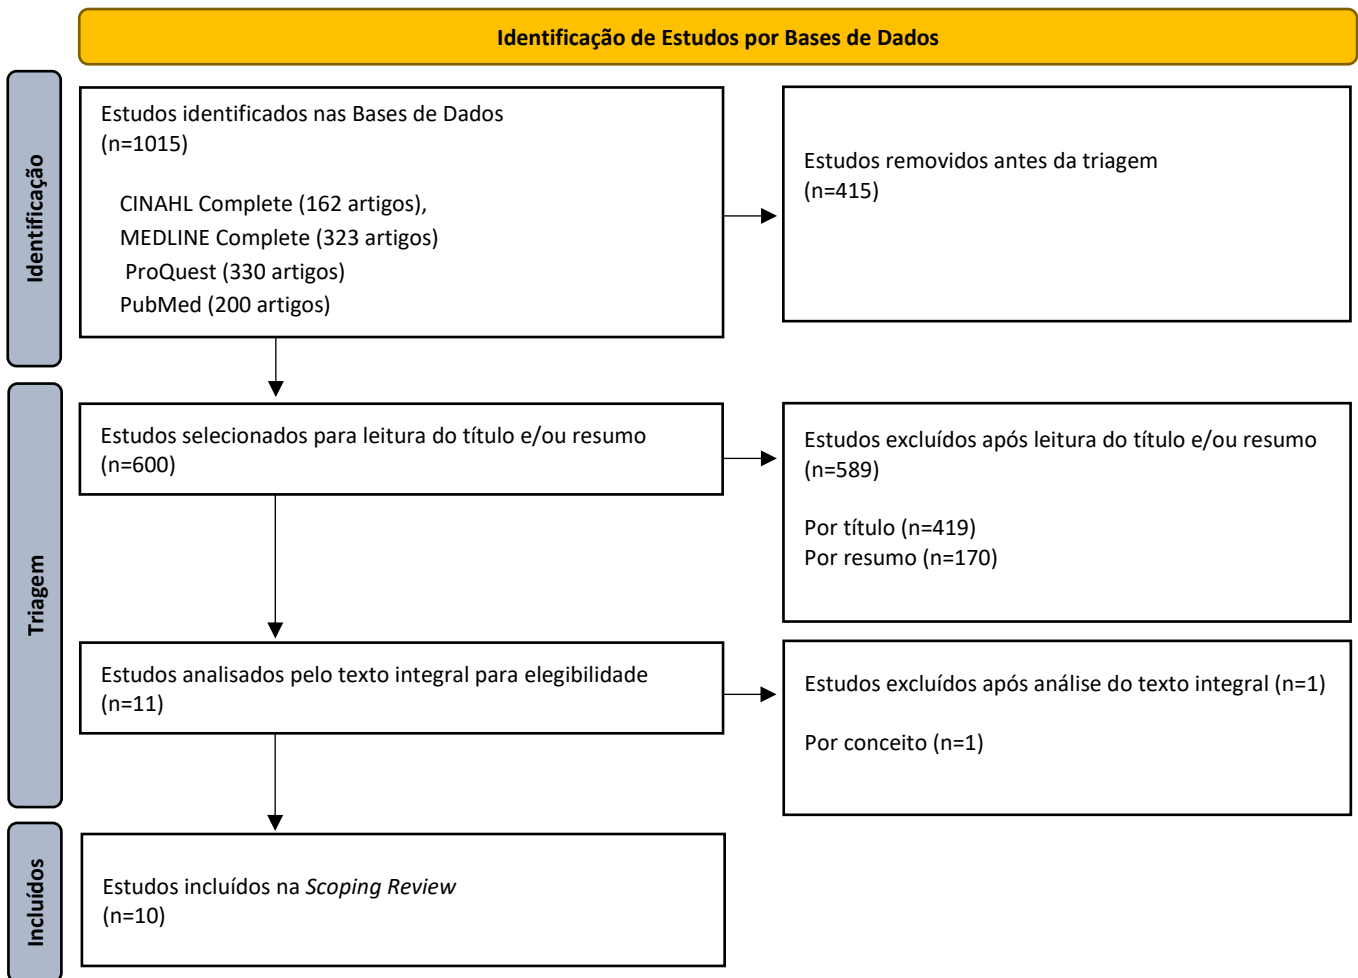 Identificação de Estudos por Bases de Dados
Identificação
Estudos identificados nas Bases de Dados
(n=1015)
CINAHL Complete (162 artigos),
MEDLINE Complete (323 artigos)
ProQuest (330 artigos)
PubMed (200 artigos)
Estudos removidos antes da triagem
(n=415)
Triagem
Estudos selecionados para leitura do título e/ou resumo
(n=600)
Estudos excluídos após leitura do título e/ou resumo
(n=589)
Por título (n=419)
Por resumo (n=170)
Estudos analisados pelo texto integral para elegibilidade
(n=11)
Estudos excluídos após análise do texto integral (n=1)
Por conceito (n=1)
Incluídos
Estudos incluídos na Scoping Review
(n=10)